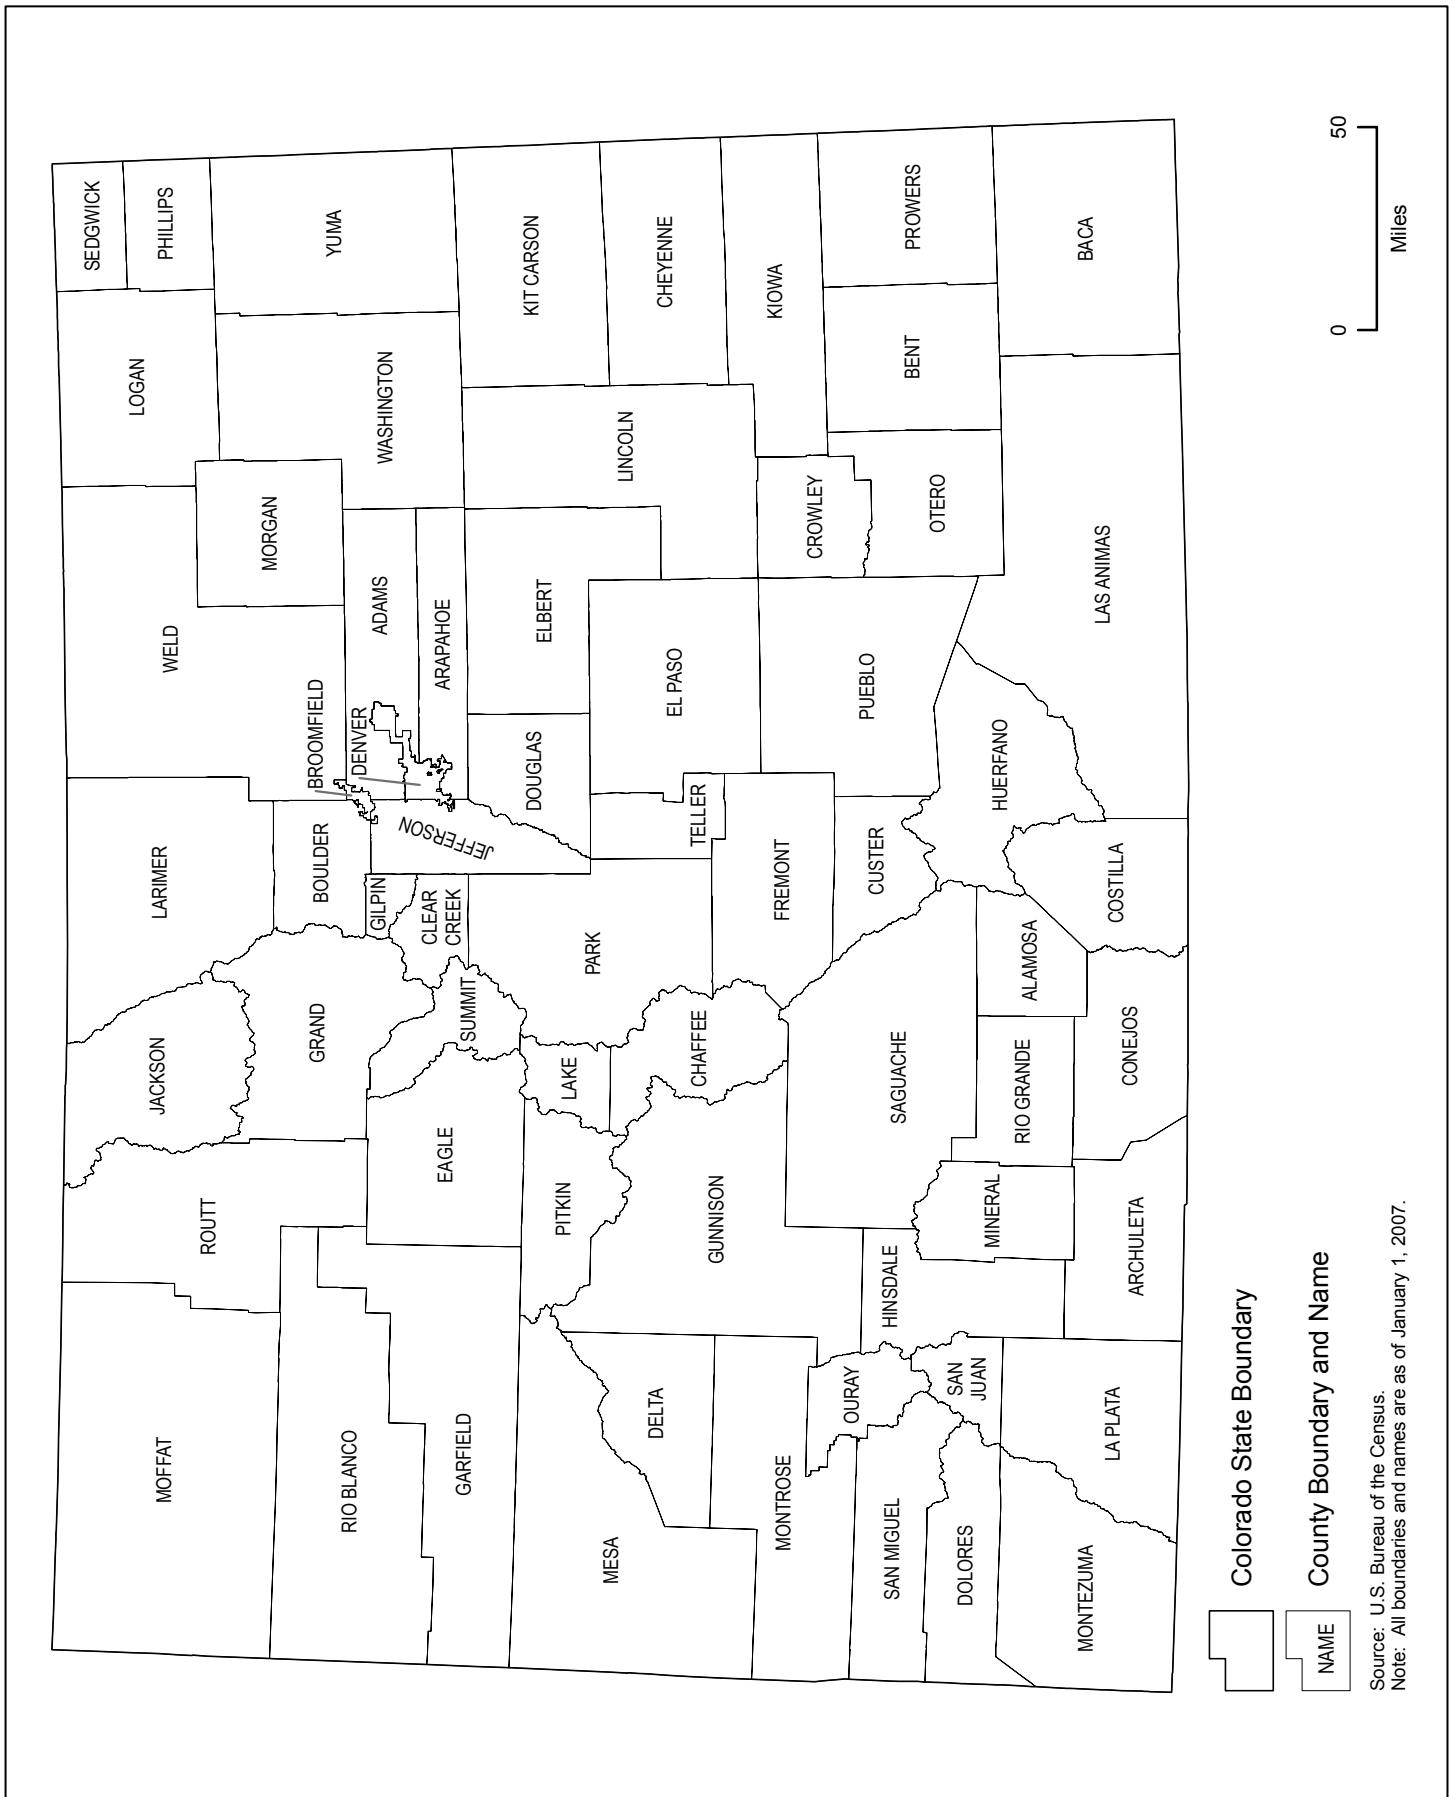 MOFFAT
ROUTT
JACKSON
LARIMER
WELD
LOGAN
SEDGWICK
PHILLIPS
MORGAN
RIO BLANCO
GRAND
BOULDER
BROOMFIELD
WASHINGTON
YUMA
GARFIELD
EAGLE
SUMMIT
GILPIN
CLEAR
CREEK
JEFFERSON
DENVER
ADAMS
ARAPAHOE
MESA
PITKIN
LAKE
PARK
DOUGLAS
ELBERT
LINCOLN
KIT CARSON
DELTA
GUNNISON
CHAFFEE
TELLER
EL PASO
CHEYENNE
MONTROSE
OURAY
HINSDALE
SAGUACHE
FREMONT
CUSTER
PUEBLO
CROWLEY
KIOWA
SAN MIGUEL
DOLORES
SAN
JUAN
MINERAL
RIO GRANDE
ALAMOSA
HUERFANO
OTERO
BENT
PROWERS
MONTEZUMA
LA PLATA
ARCHULETA
CONEJOS
COSTILLA
LAS ANIMAS
BACA
Colorado State Boundary
NAME
County Boundary and Name
Source: U.S. Bureau of the Census.
Note: All boundaries and names are as of January 1, 2007.
0 50
Miles